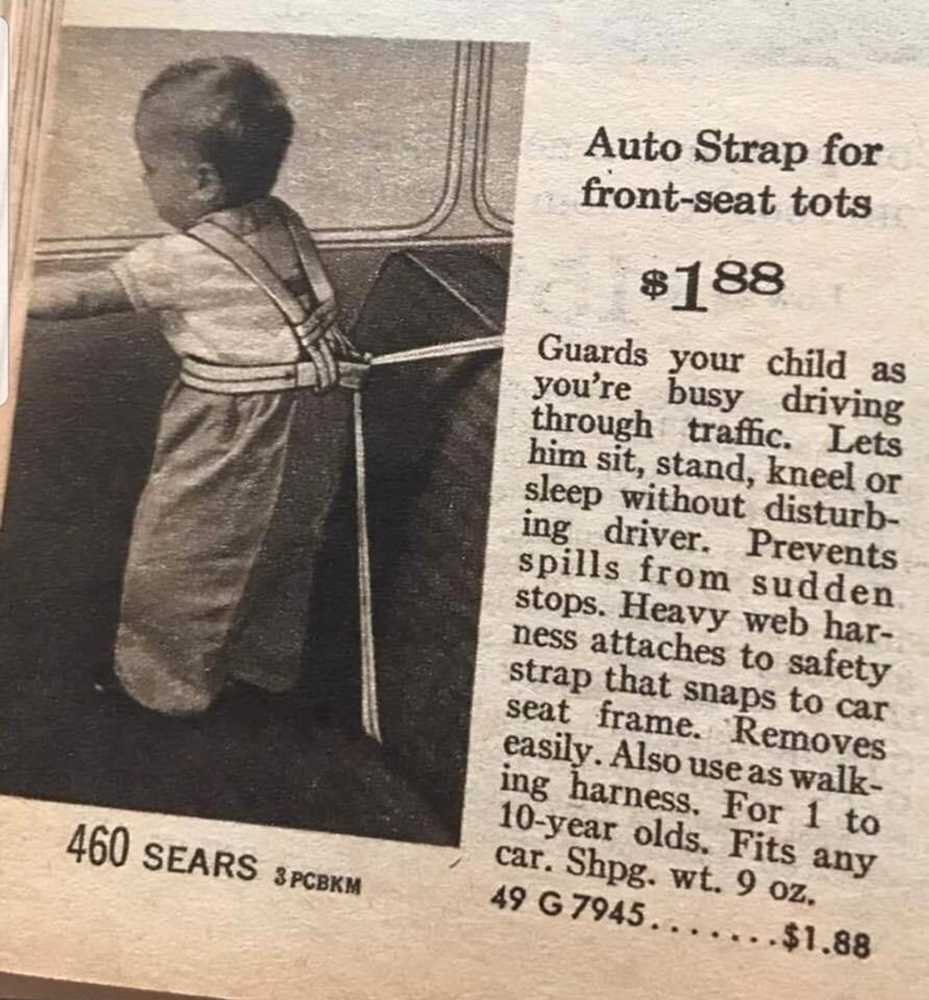 Auto Strap for
front-seat tots
$1 88
Guards your child as
you're busy driving
through traffic. Lets
him sit, stand, kneel or
sleep without disturb-
ing driver. Prevents
spills from sudden
stops. Heavy web har-
ness attaches to safety
strap that snaps to car
seat frame. Removes
easily. Also use as walk-
ing harness. For 1 to
10-year olds. Fits any
car. Shpg. wt. 9 oz.
49 G 7945.......$1.88
460 SEARS 3 PCBKM